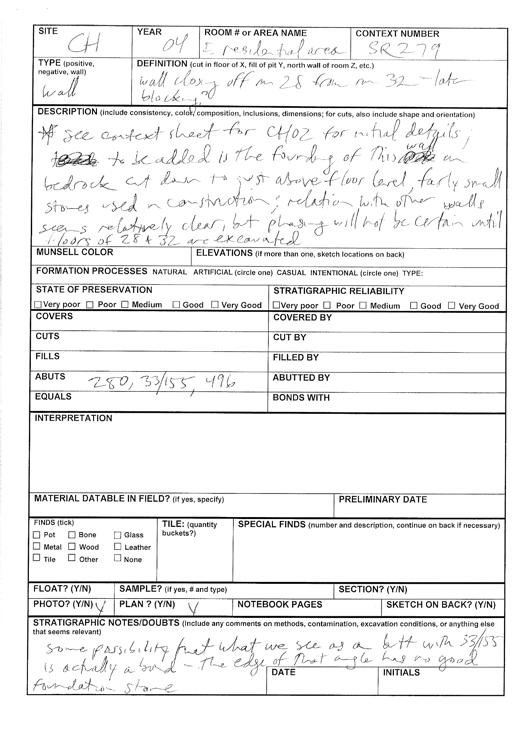 SITE CH YEAR 04 ROOM # or AREA NAME E residential area CONTEXT NUMBER SR279
TYPE (positive, negative, wall) wall
DEFINITION (cut in floor of X, fill of pit Y, north wall of room Z, etc.)
wall closing off rm 28 from rm 32 – late
blocking
DESCRIPTION (include consistency, color/composition, inclusions, dimensions; for cuts, also include shape and orientation)
* see context sheet for CH02 for initial details;
to be added is the founding of this wall on
bedrock cut down to just above floor level, fairly small
stones used in construction; relation with other walls
seems relatively clear, but phasing will not be certain until
floors of 28 + 32 are excavated
MUNSELL COLOR ELEVATIONS (if more than one, sketch locations on back)
FORMATION PROCESSES NATURAL ARTIFICIAL (circle one) CASUAL INTENTIONAL (circle one) TYPE:
STATE OF PRESERVATION STRATIGRAPHIC RELIABILITY
Very poor Poor Medium Good Very Good Very poor Poor Medium Good Very Good
COVERS COVERED BY
CUTS CUT BY
FILLS FILLED BY
ABUTS 280, 33/155, 496 ABUTTED BY
EQUALS BONDS WITH
INTERPRETATION
MATERIAL DATABLE IN FIELD? (if yes, specify) PRELIMINARY DATE
FINDS (tick) TILE: (quantity buckets?) SPECIAL FINDS (number and description, continue on back if necessary)
Pot Bone Glass
Metal Wood Leather
Tile Other None
FLOAT? (Y/N) SAMPLE? (if yes, # and type) SECTION? (Y/N)
PHOTO? (Y/N) Y PLAN ? (Y/N) Y NOTEBOOK PAGES SKETCH ON BACK? (Y/N)
STRATIGRAPHIC NOTES/DOUBTS (Include any comments on methods, contamination, excavation conditions, or anything else
that seems relevant)
some possibility that what we see as a butt with 33/155
is actually a bond – the edge of that angle has no good
foundation stone
DATE INITIALS